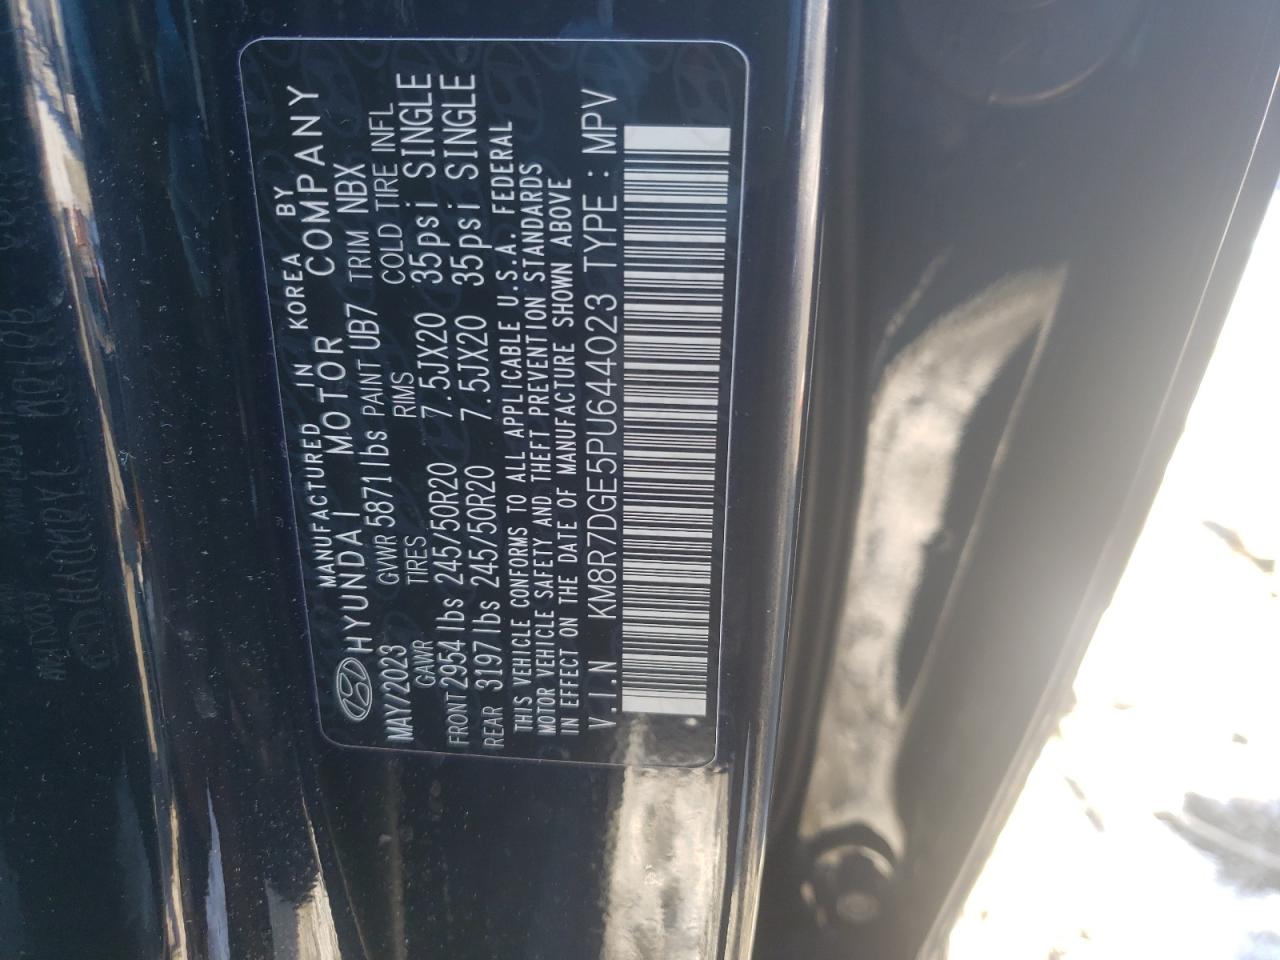 MANUFACTURED IN KOREA BY
HYUNDAI MOTOR COMPANY
MAY/2023 GVWR 5871lbs PAINT UB7 TRIM NBX
GAWR TIRES RIMS COLD TIRE INFL
FRONT 2954lbs 245/50R20 7.5JX20 35psi SINGLE
REAR 3197lbs 245/50R20 7.5JX20 35psi SINGLE
THIS VEHICLE CONFORMS TO ALL APPLICABLE U.S.A. FEDERAL
MOTOR VEHICLE SAFETY AND THEFT PREVENTION STANDARDS
IN EFFECT ON THE DATE OF MANUFACTURE SHOWN ABOVE
V.I.N KM8R7DGE5PU644023 TYPE : MPV